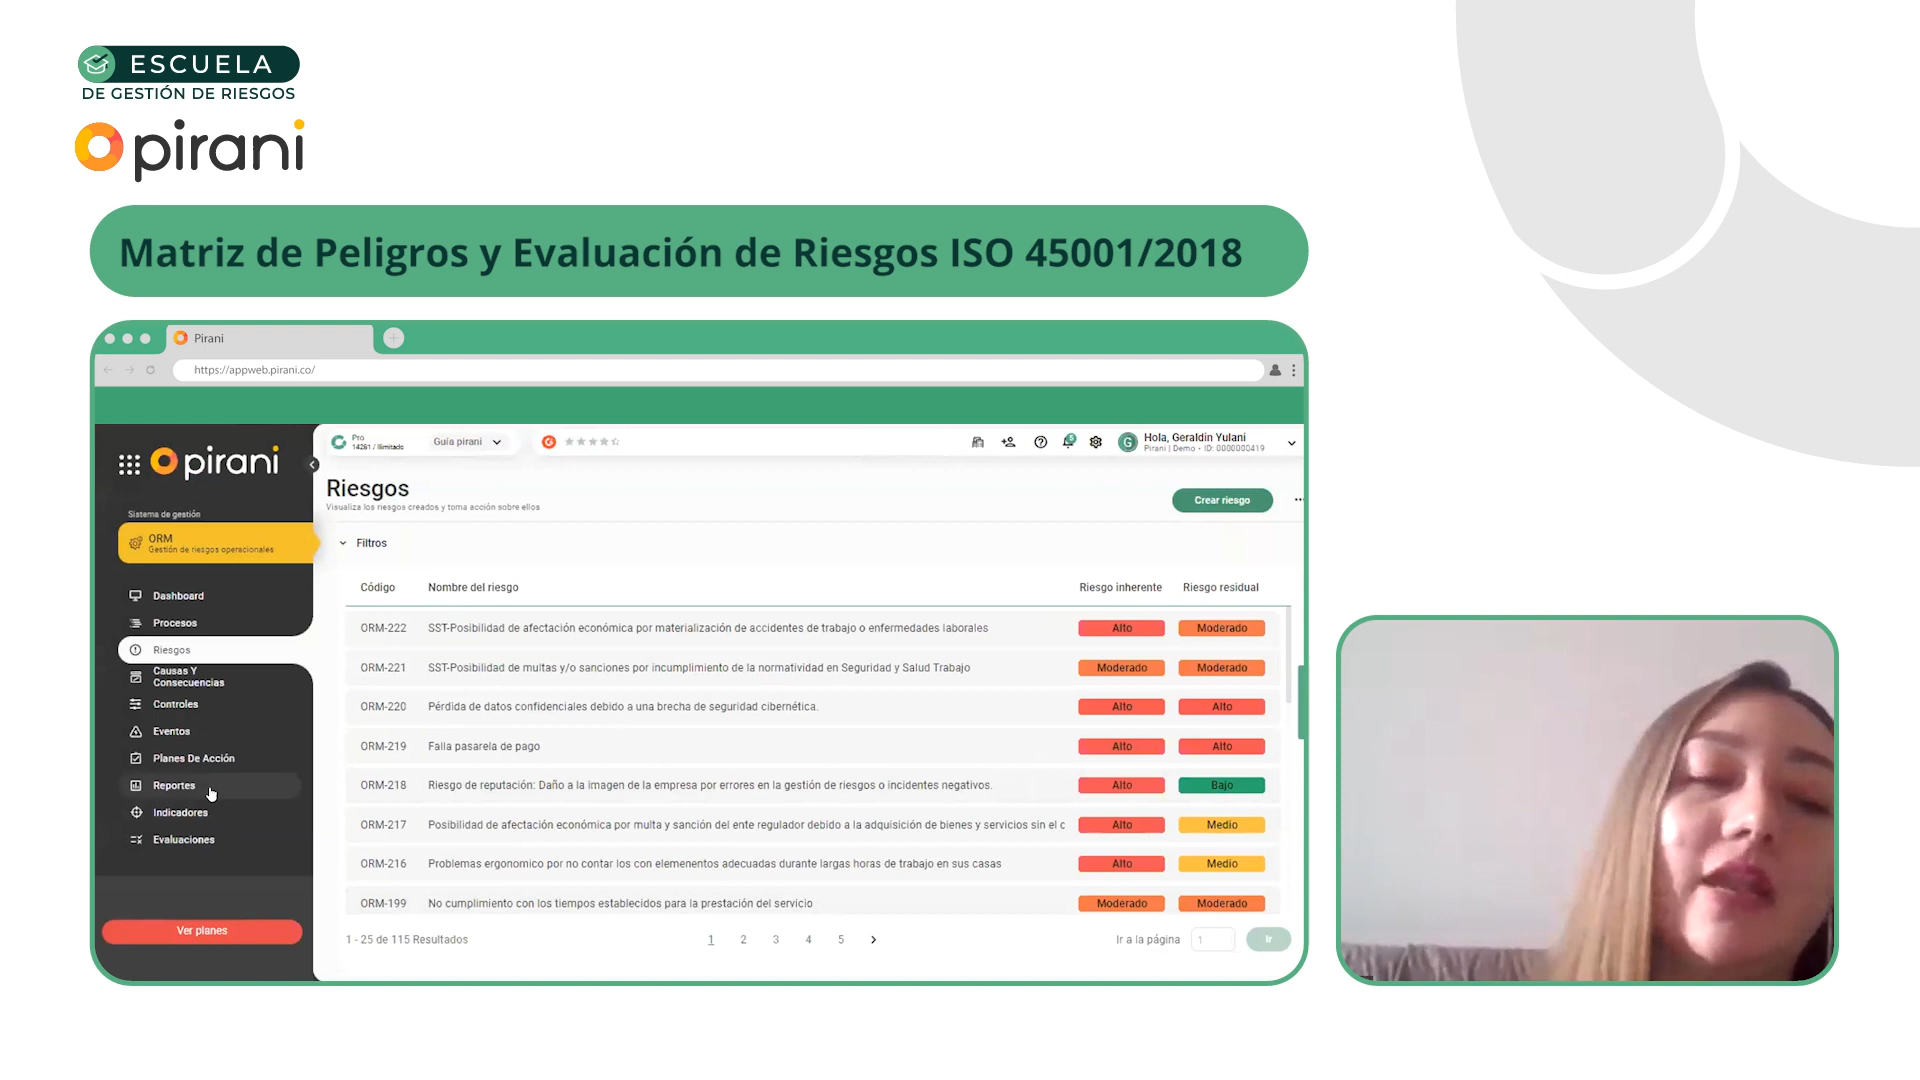 ESCUELA
DE GESTIÓN DE RIESGOS
pirani
Matriz de Peligros y Evaluación de Riesgos ISO 45001/2018
Pirani
https://appweb.pirani.co/
pirani
Sistema de gestión
ORM
Gestión de riesgos operacionales
Dashboard
Procesos
Riesgos
Causas Y
Consecuencias
Controles
Eventos
Planes De Acción
Reportes
Indicadores
Evaluaciones
Ver planes
Pro
14261 / Ilimitado
Guía pirani
G
Hola, Geraldin Yulani
Pirani | Demo - ID: 0000000419
Riesgos
Visualiza los riesgos creados y toma acción sobre ellos
Crear riesgo
Filtros
Código Nombre del riesgo Riesgo inherente Riesgo residual
ORM-222 SST-Posibilidad de afectación económica por materialización de accidentes de trabajo o enfermedades laborales Alto Moderado
ORM-221 SST-Posibilidad de multas y/o sanciones por incumplimiento de la normatividad en Seguridad y Salud Trabajo Moderado Moderado
ORM-220 Pérdida de datos confidenciales debido a una brecha de seguridad cibernética. Alto Alto
ORM-219 Falla pasarela de pago Alto Alto
ORM-218 Riesgo de reputación: Daño a la imagen de la empresa por errores en la gestión de riesgos o incidentes negativos. Alto Bajo
ORM-217 Posibilidad de afectación económica por multa y sanción del ente regulador debido a la adquisición de bienes y servicios sin el c Alto Medio
ORM-216 Problemas ergonomico por no contar los con elemenentos adecuadas durante largas horas de trabajo en sus casas Alto Medio
ORM-199 No cumplimiento con los tiempos establecidos para la prestación del servicio Moderado Moderado
1 - 25 de 115 Resultados 1 2 3 4 5 Ir a la página 1 Ir